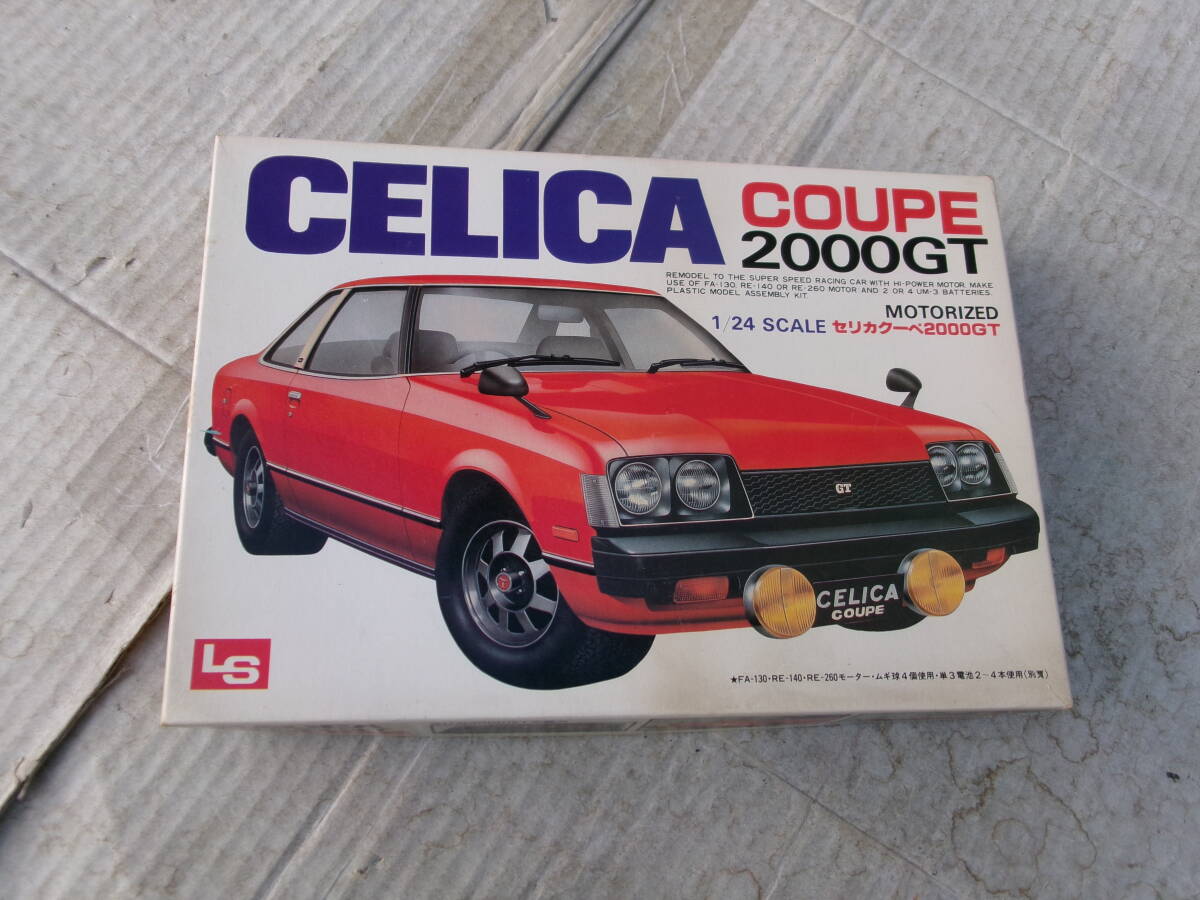 CELICA
COUPE
2000GT
REMODEL TO THE SUPER SPEED RACING CAR WITH HI-POWER MOTOR. MAKE
USE OF FA-130. RE-140 OR RE-260 MOTOR AND 2 OR 4 UM-3 BATTERIES.
PLASTIC MODEL ASSEMBLY KIT.
MOTORIZED
1/24 SCALE セリカクーペ2000GT
GT
CELICA
COUPE
LS
★FA-130・RE-140・RE-260モーター・ムギ球4個使用・単3電池2~4本使用(別売)